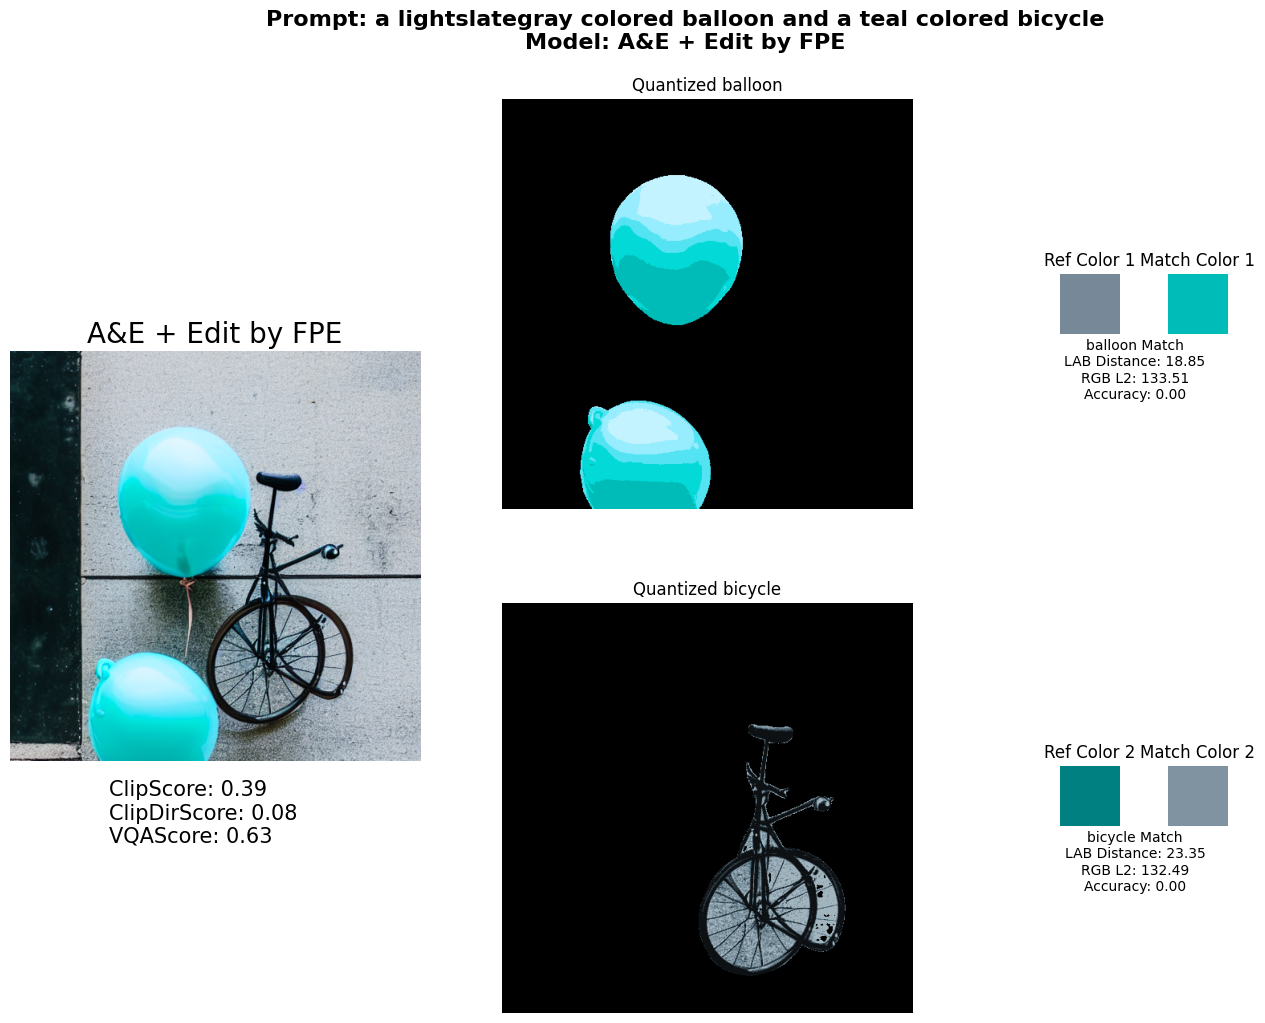 Prompt: a lightslategray colored balloon and a teal colored bicycle
Model: A&E + Edit by FPE
Quantized balloon
Ref Color 1 Match Color 1
balloon Match
LAB Distance: 18.85
RGB L2: 133.51
Accuracy: 0.00
A&E + Edit by FPE
ClipScore: 0.39
ClipDirScore: 0.08
VQAScore: 0.63
Quantized bicycle
Ref Color 2 Match Color 2
bicycle Match
LAB Distance: 23.35
RGB L2: 132.49
Accuracy: 0.00